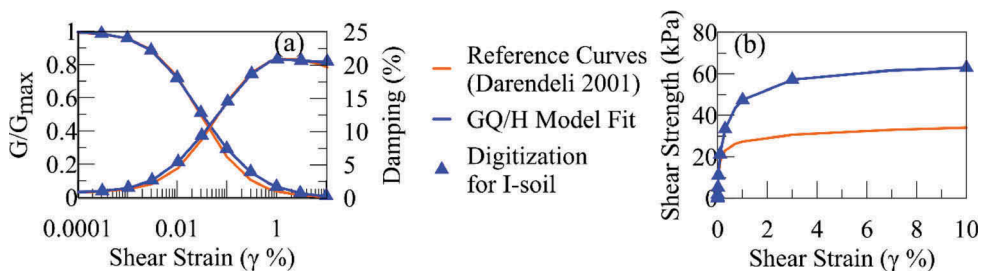 1
0.8
0.6
0.4
0.2
0
G/Gmax
(a)
25
20
15
10
5
0
Damping (%)
0.0001
0.01
1
Shear Strain (γ %)
Reference Curves
(Darendeli 2001)
GQ/H Model Fit
Digitization
for I-soil
80
60
40
20
0
Shear Strength (kPa)
(b)
0 2 4 6 8 10
Shear Strain (γ %)